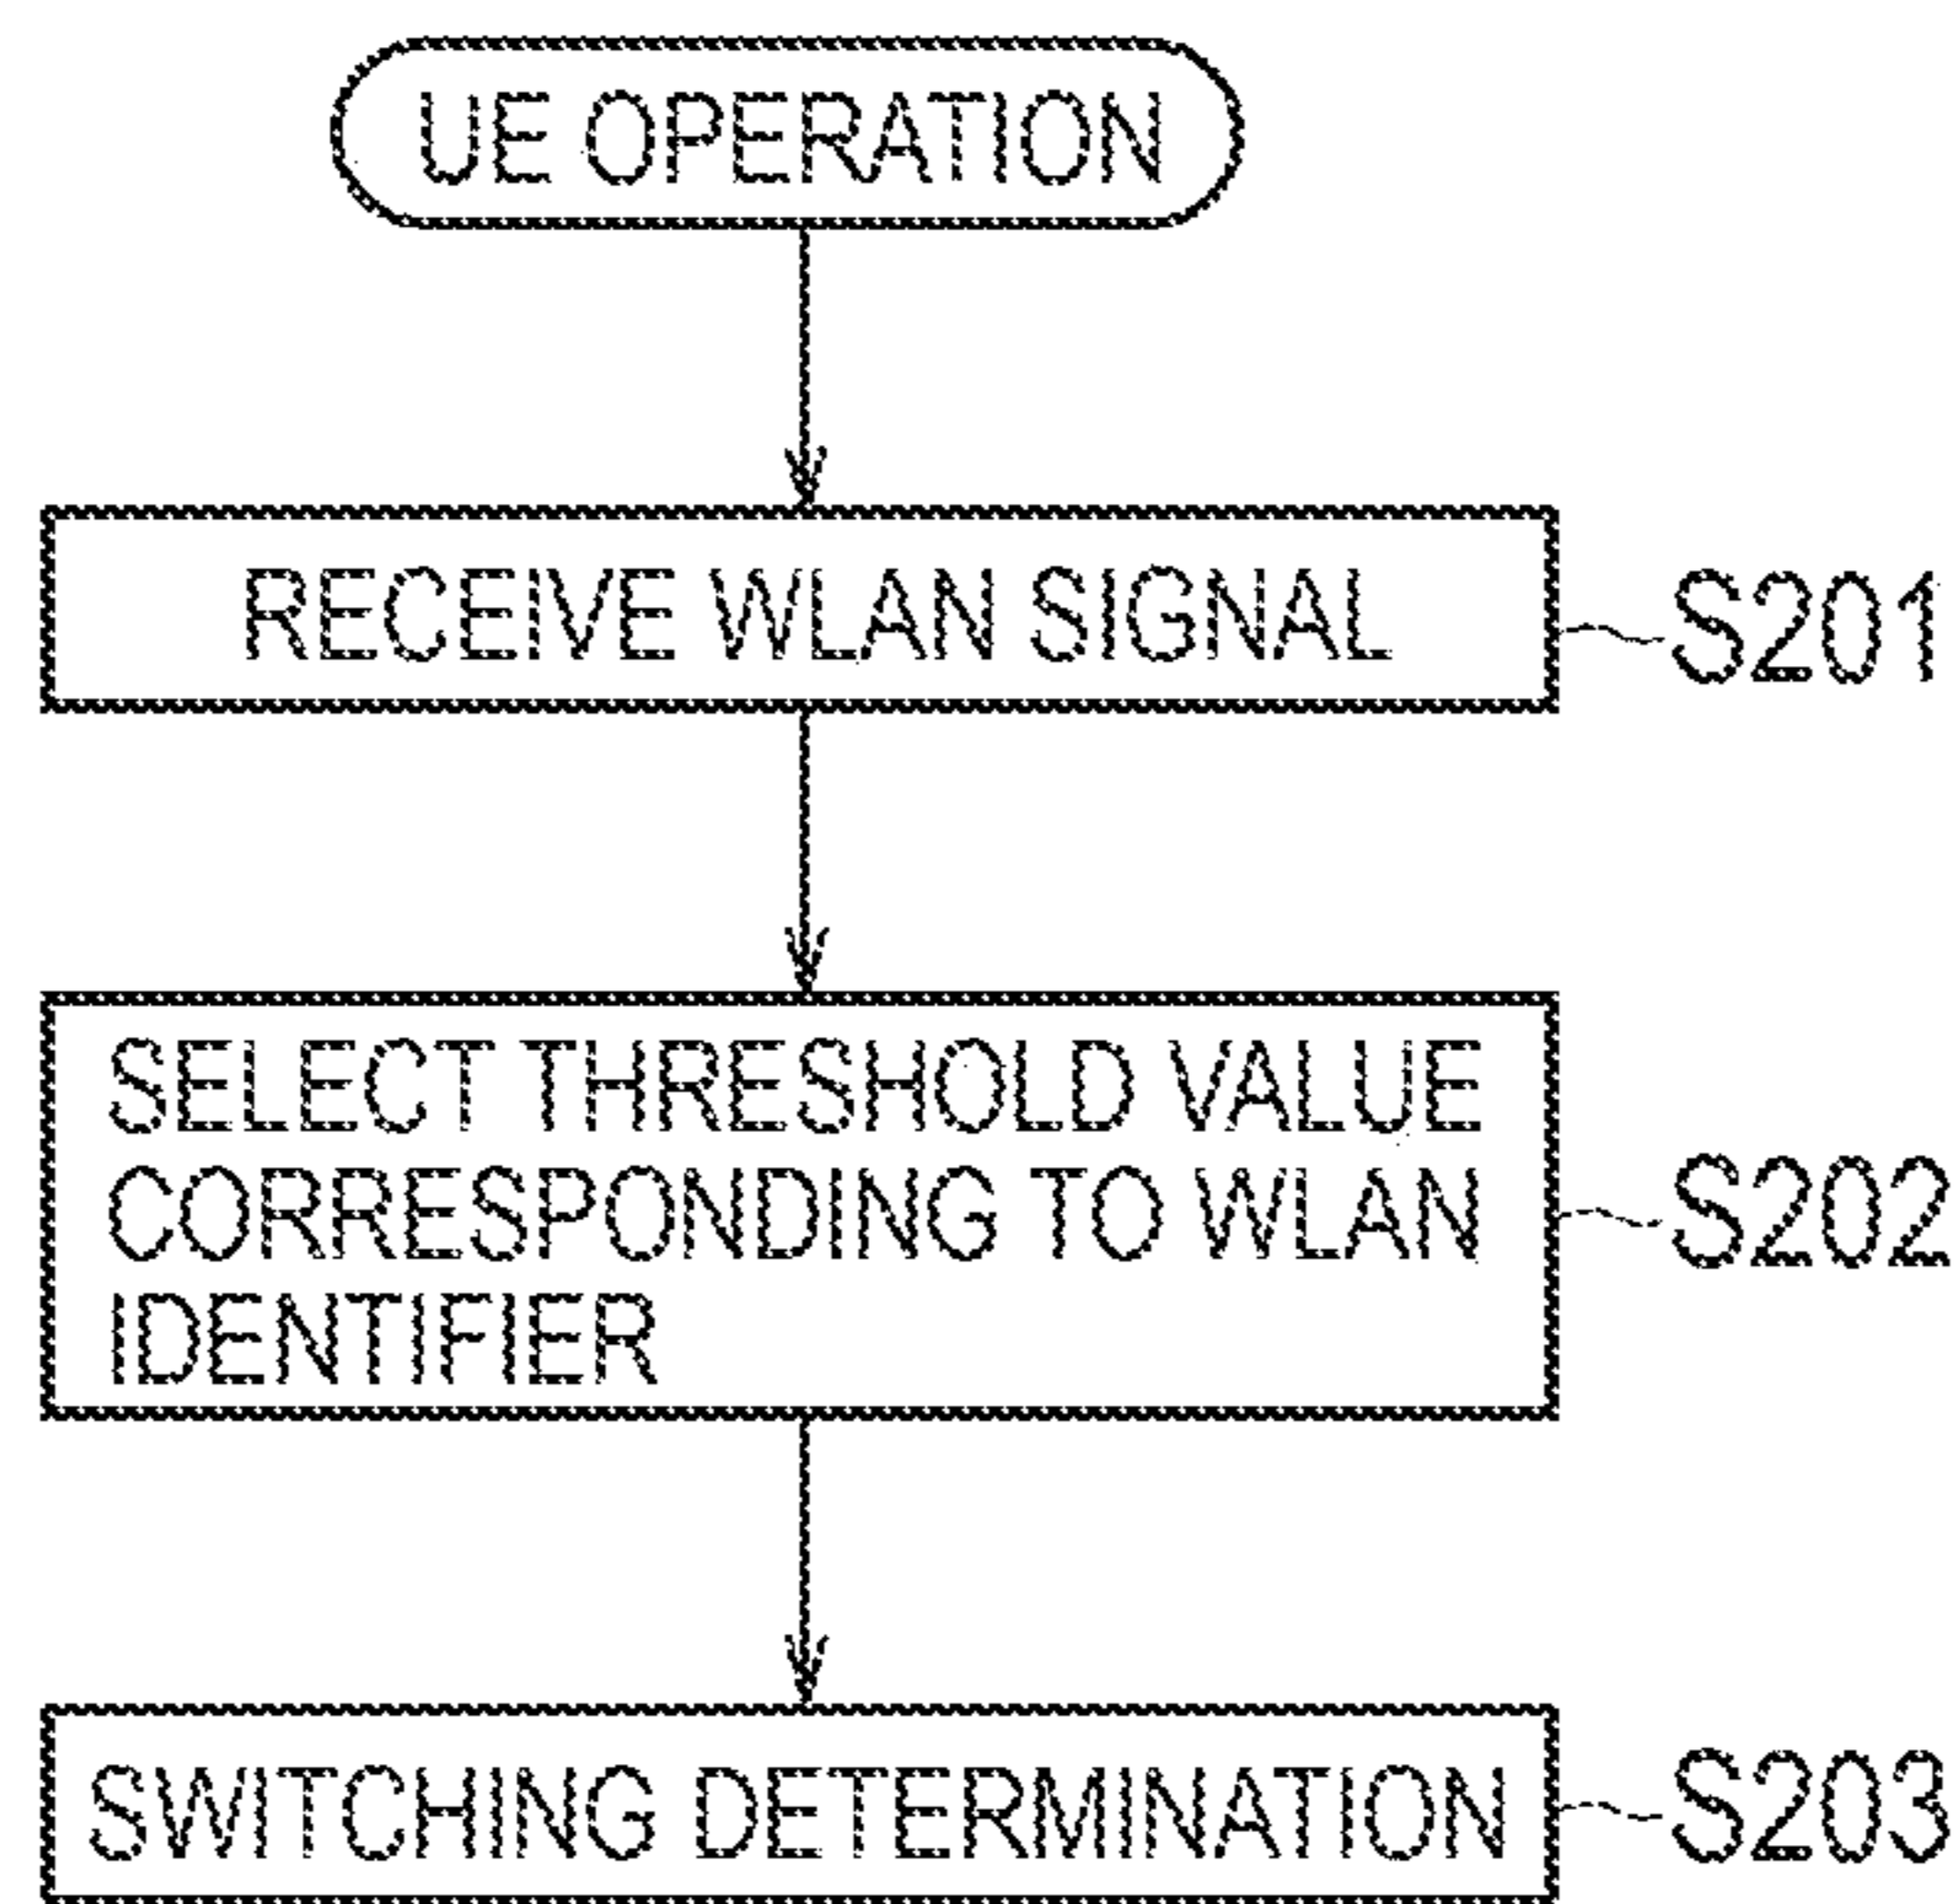 UE OPERATION
RECEIVE WLAN SIGNAL
S201
SELECT THRESHOLD VALUE
CORRESPONDING TO WLAN
IDENTIFIER
S202
SWITCHING DETERMINATION
S203